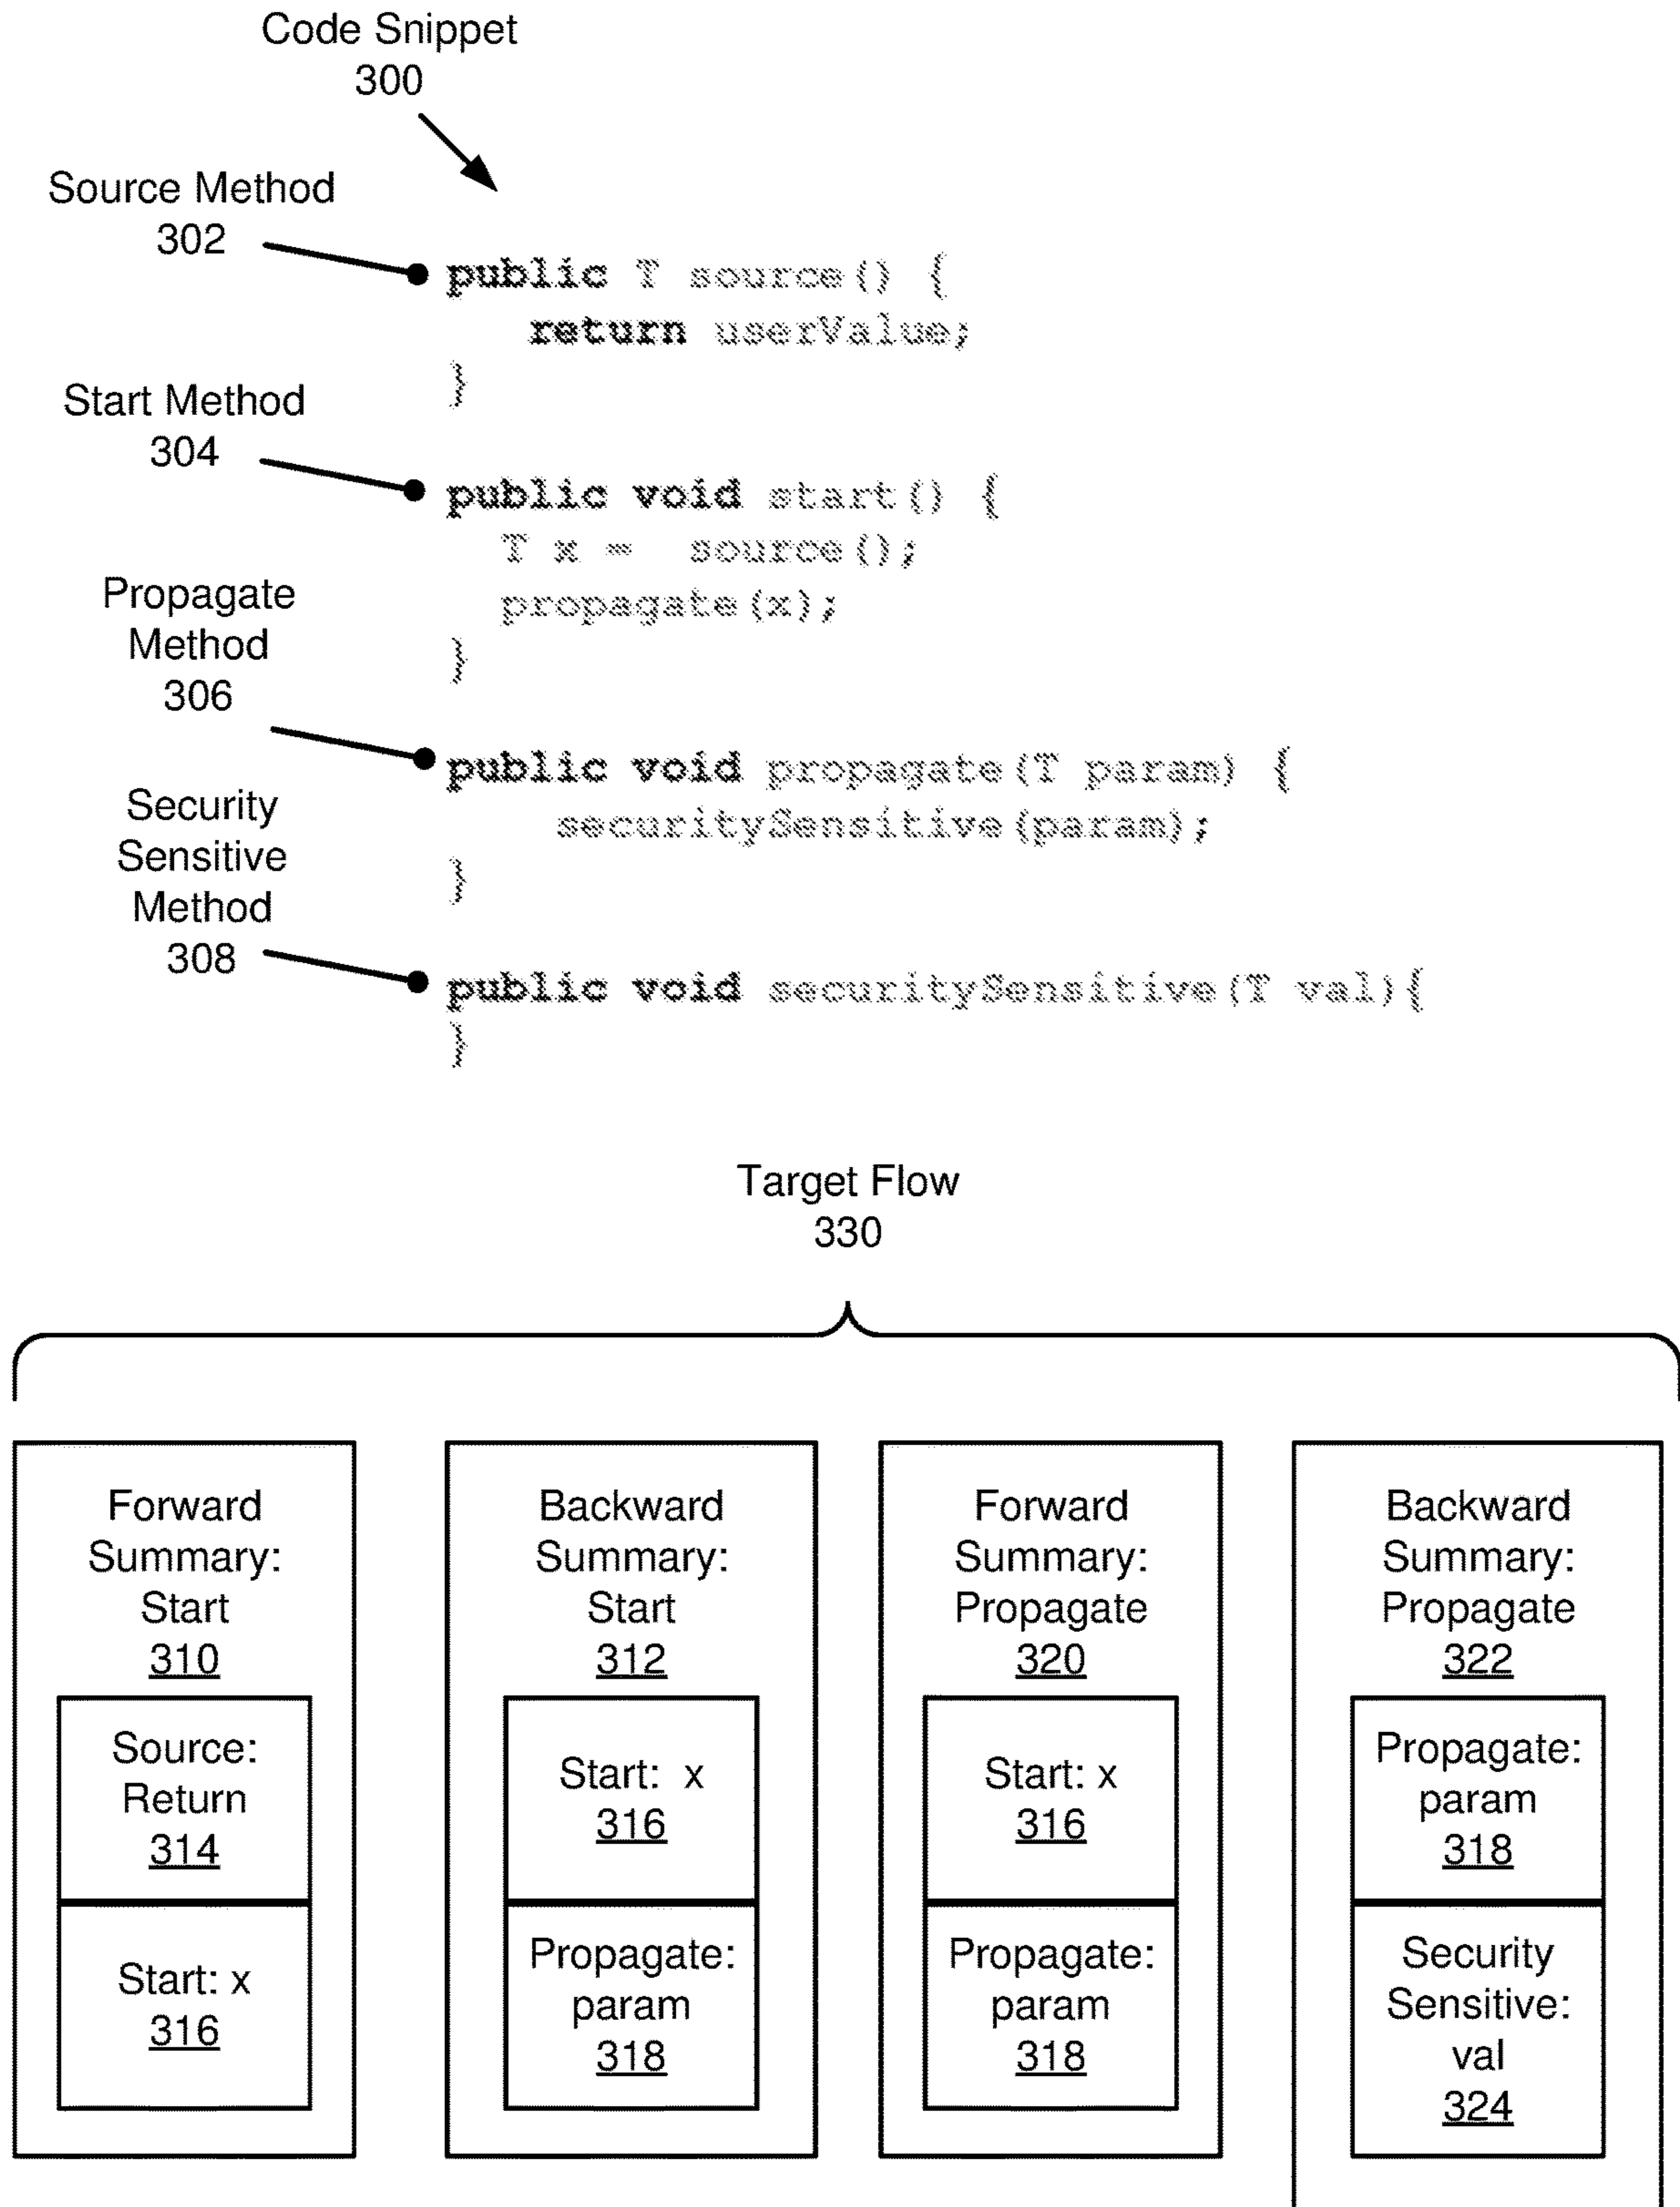 Code Snippet
300
Source Method
302
public T source() {
return userValue;
}
Start Method
304
public void start() {
T x =  source();
propagate(x);
}
Propagate
Method
306
public void propagate(T param) {
securitySensitive(param);
}
Security
Sensitive
Method
308
public void securitySensitive(T val){
}
Target Flow
330
Forward
Summary:
Start
310
Source:
Return
314
Start: x
316
Backward
Summary:
Start
312
Start:  x
316
Propagate:
param
318
Forward
Summary:
Propagate
320
Start: x
316
Propagate:
param
318
Backward
Summary:
Propagate
322
Propagate:
param
318
Security
Sensitive:
val
324